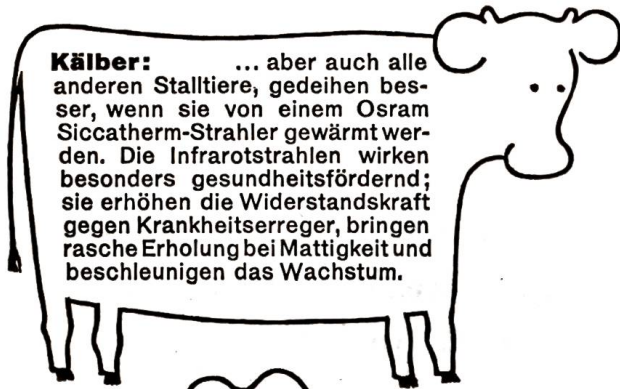 Kälber: ... aber auch alle
anderen Stalltiere, gedeihen bes-
ser, wenn sie von einem Osram
Siccatherm-Strahler gewärmt wer-
den. Die Infrarotstrahlen wirken
besonders gesundheitsfördernd;
sie erhöhen die Widerstandskraft
gegen Krankheitserreger, bringen
rasche Erholung bei Mattigkeit und
beschleunigen das Wachstum.